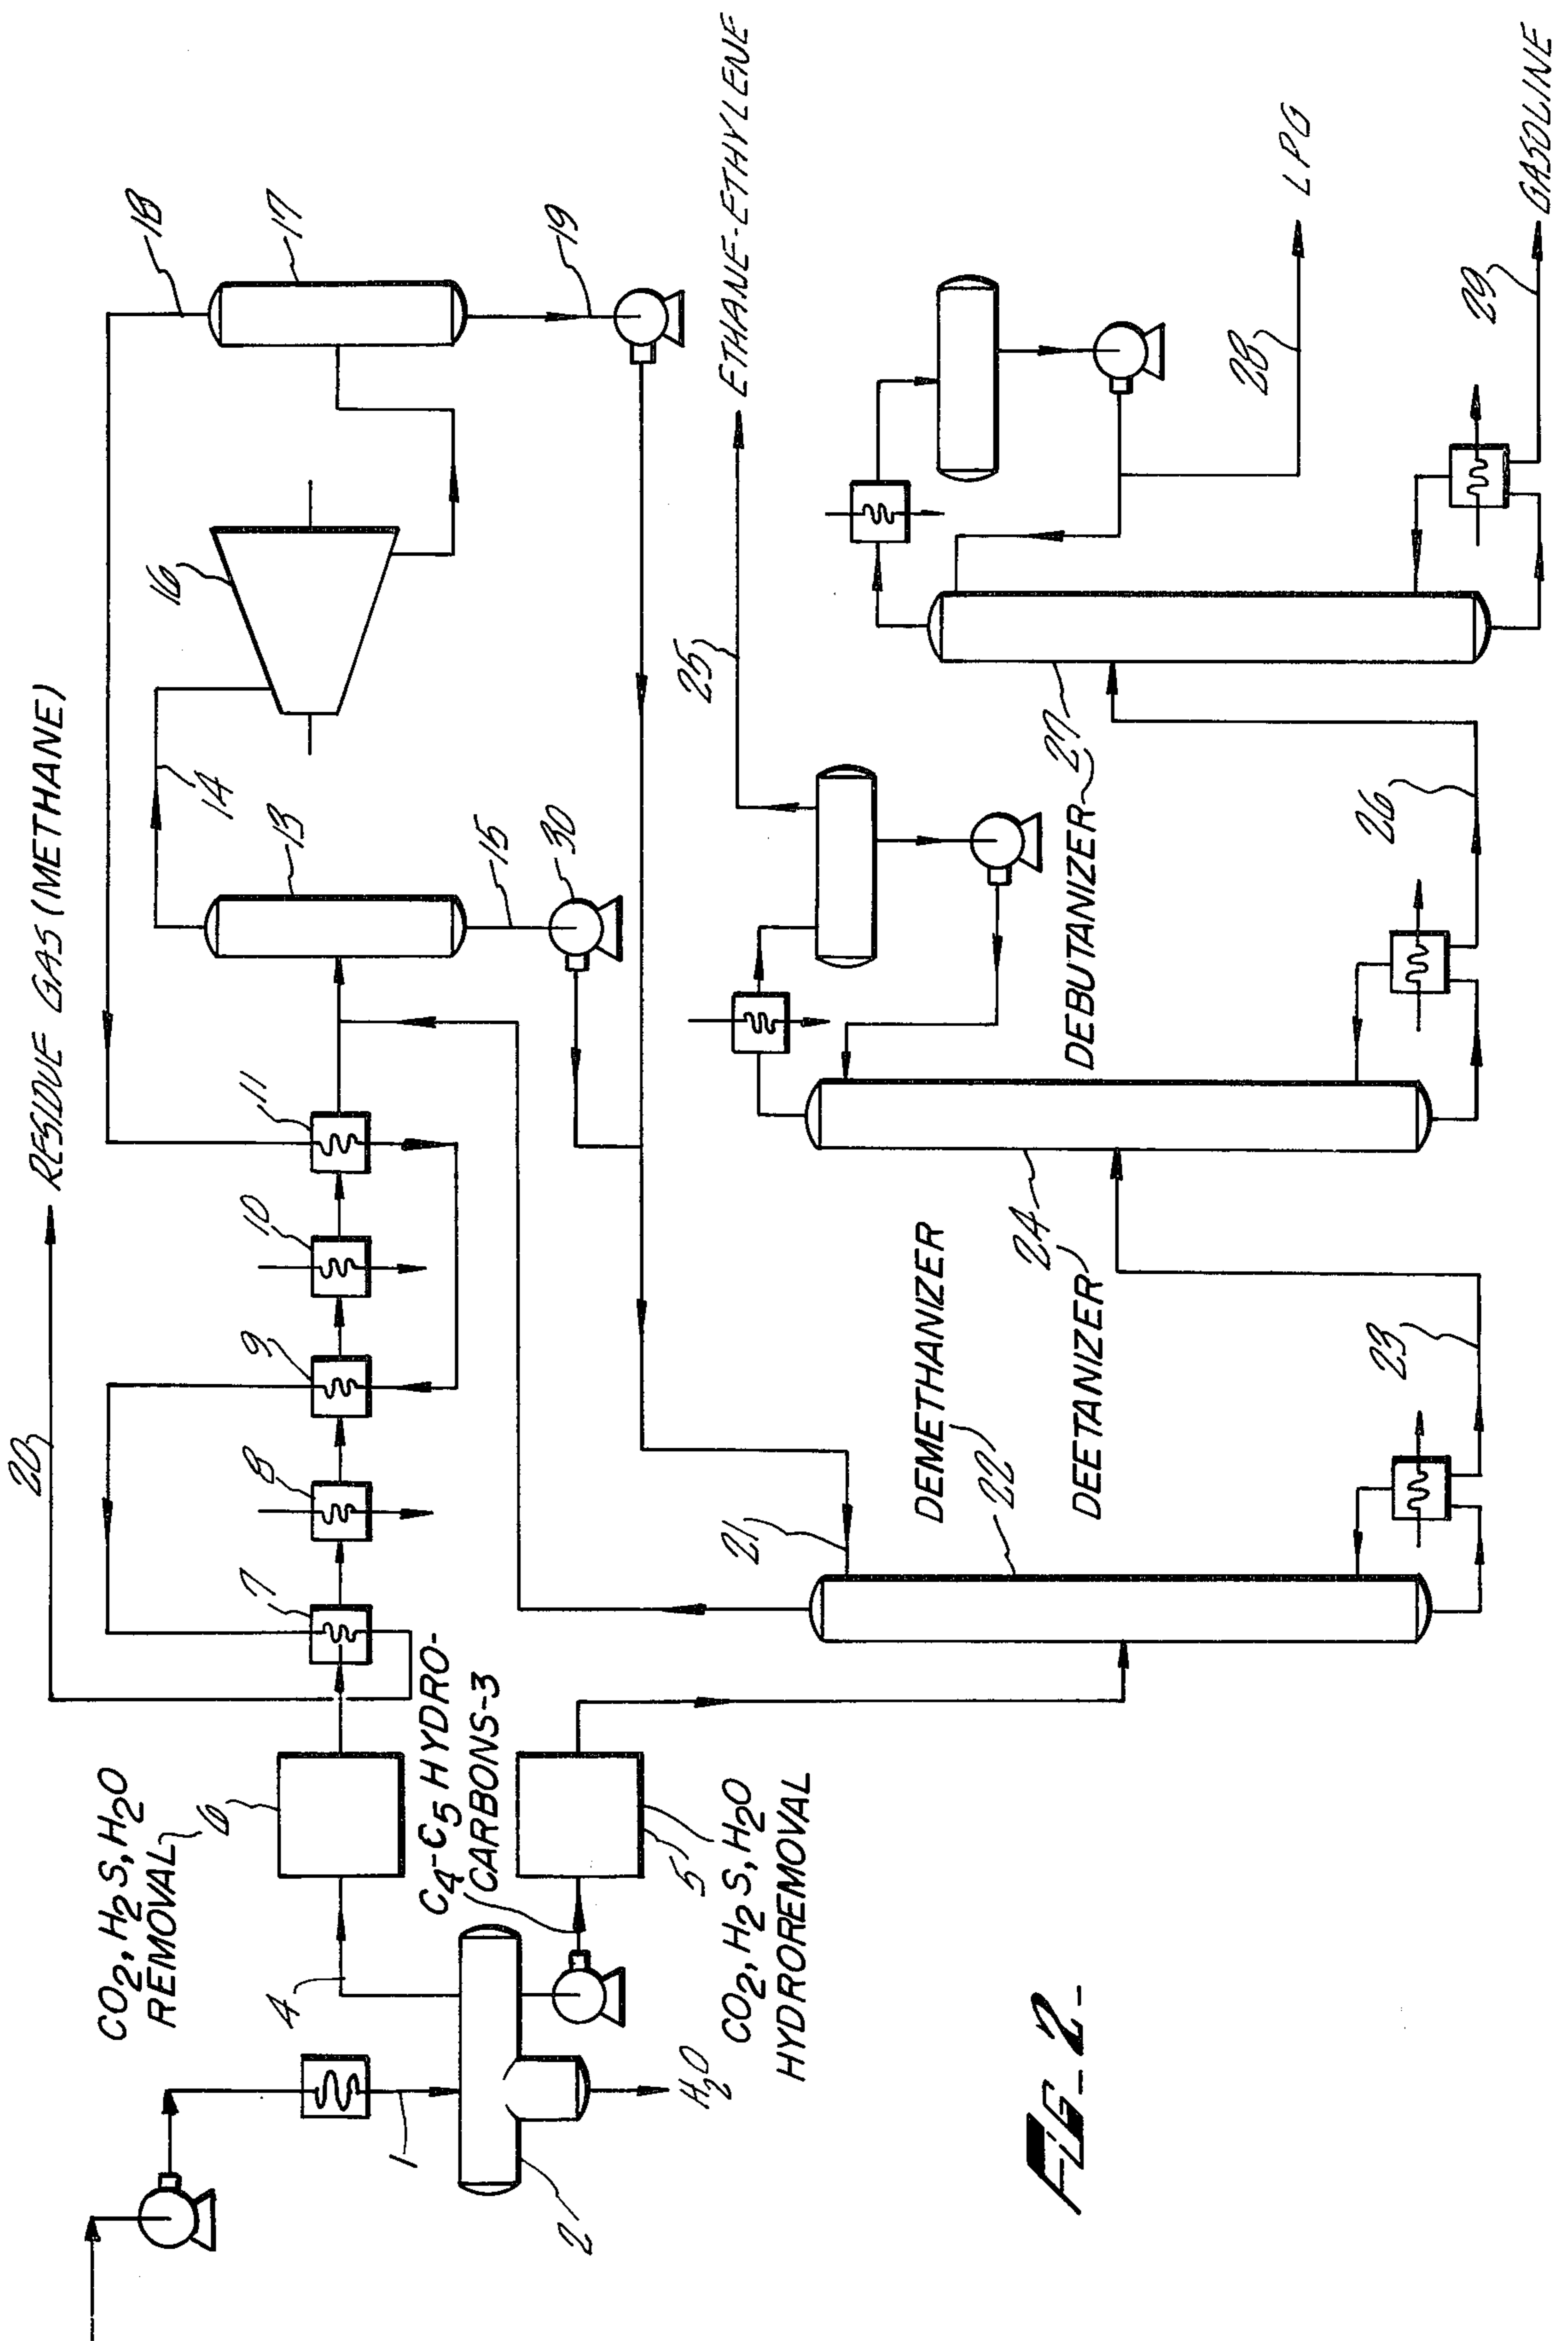 20
RESIDUE GAS (METHANE)
CO2, H2S, H2O
REMOVAL
6
7
8
9
10
11
14
13
16
18
17
4
1
2
C4-C5 HYDRO-
CARBONS-3
15
30
19
H2O
5
CO2, H2S, H2O
HYDROREMOVAL
21
25
ETHANE-ETHYLENE
DEMETHANIZER
22
24
DEETANIZER
DEBUTANIZER
27
28
LPG
23
26
29
GASOLINE
FIG_2_